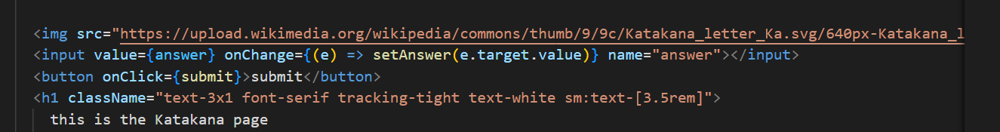 <img src="https://upload.wikimedia.org/wikipedia/commons/thumb/9/9c/Katakana_letter_Ka.svg/640px-Katakana_l
<input value={answer} onChange={(e) => setAnswer(e.target.value)} name="answer"></input>
<button onClick={submit}>submit</button>
<h1 className="text-3x1 font-serif tracking-tight text-white sm:text-[3.5rem]">
this is the Katakana page